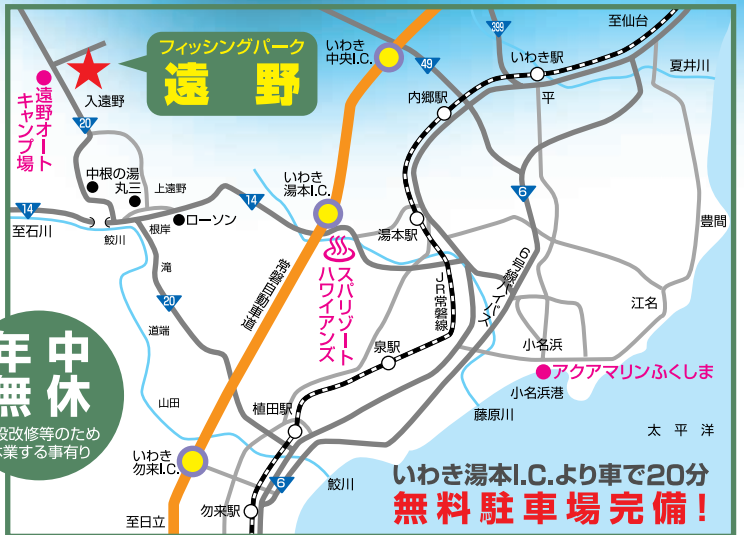 フィッシングパーク
遠野
入遠野
遠野オート
キャンプ場
20
中根の湯
丸三
上遠野
ローソン
14
至石川
鮫川
根岸
滝
20
道端
山田
14
いわき
中央I.C.
いわき
湯本I.C.
スパリゾート
ハワイアンズ
常磐自動車道
いわき
勿来I.C.
至日立
399
至仙台
49
いわき駅
夏井川
平
内郷駅
6
豊間
湯本駅
6号線バイパス
JR常磐線
江名
小名浜
泉駅
アクアマリンふくしま
小名浜港
植田駅
藤原川
太平洋
6
鮫川
勿来駅
年中
無休
設改修等のため
業する事有り
いわき湯本I.C.より車で20分
無料駐車場完備!